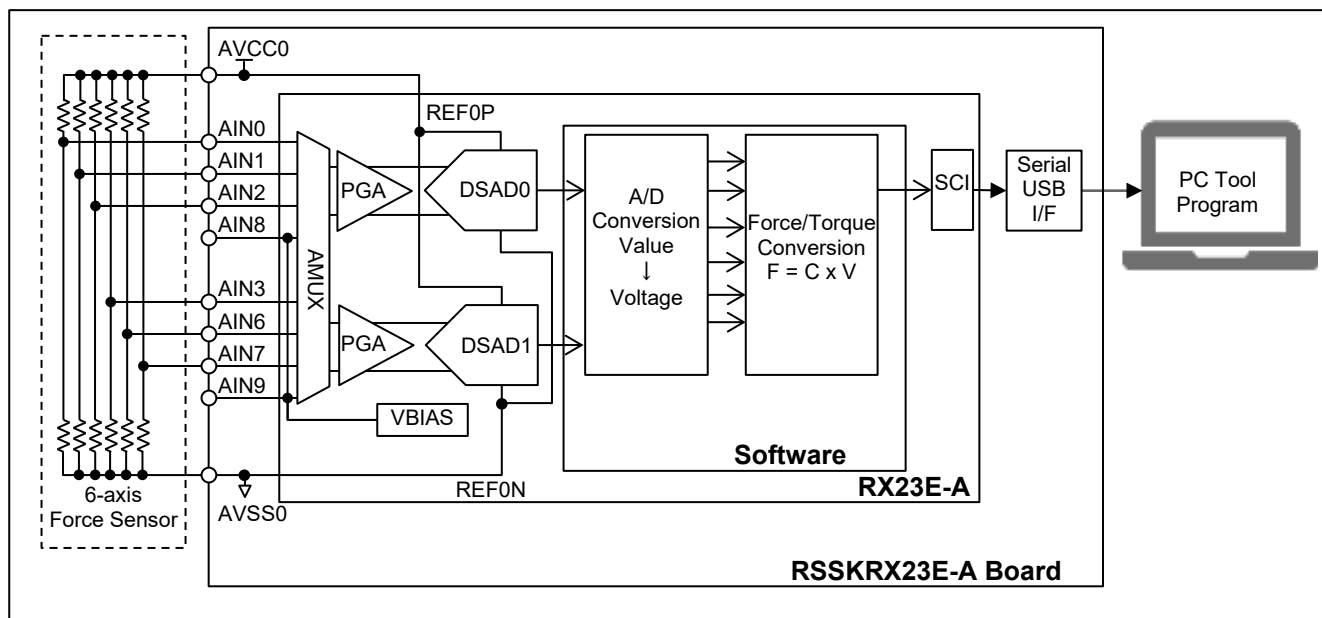 AVCC0
REF0P
AIN0
AIN1
AIN2
AIN8
AIN3
AIN6
AIN7
AIN9
AMUX
PGA
DSAD0
PGA
DSAD1
VBIAS
A/D
Conversion
Value
↓
Voltage
Force/Torque
Conversion
F = C x V
SCI
Serial
USB
I/F
PC Tool
Program
Software
RX23E-A
REF0N
AVSS0
6-axis
Force Sensor
RSSKRX23E-A Board